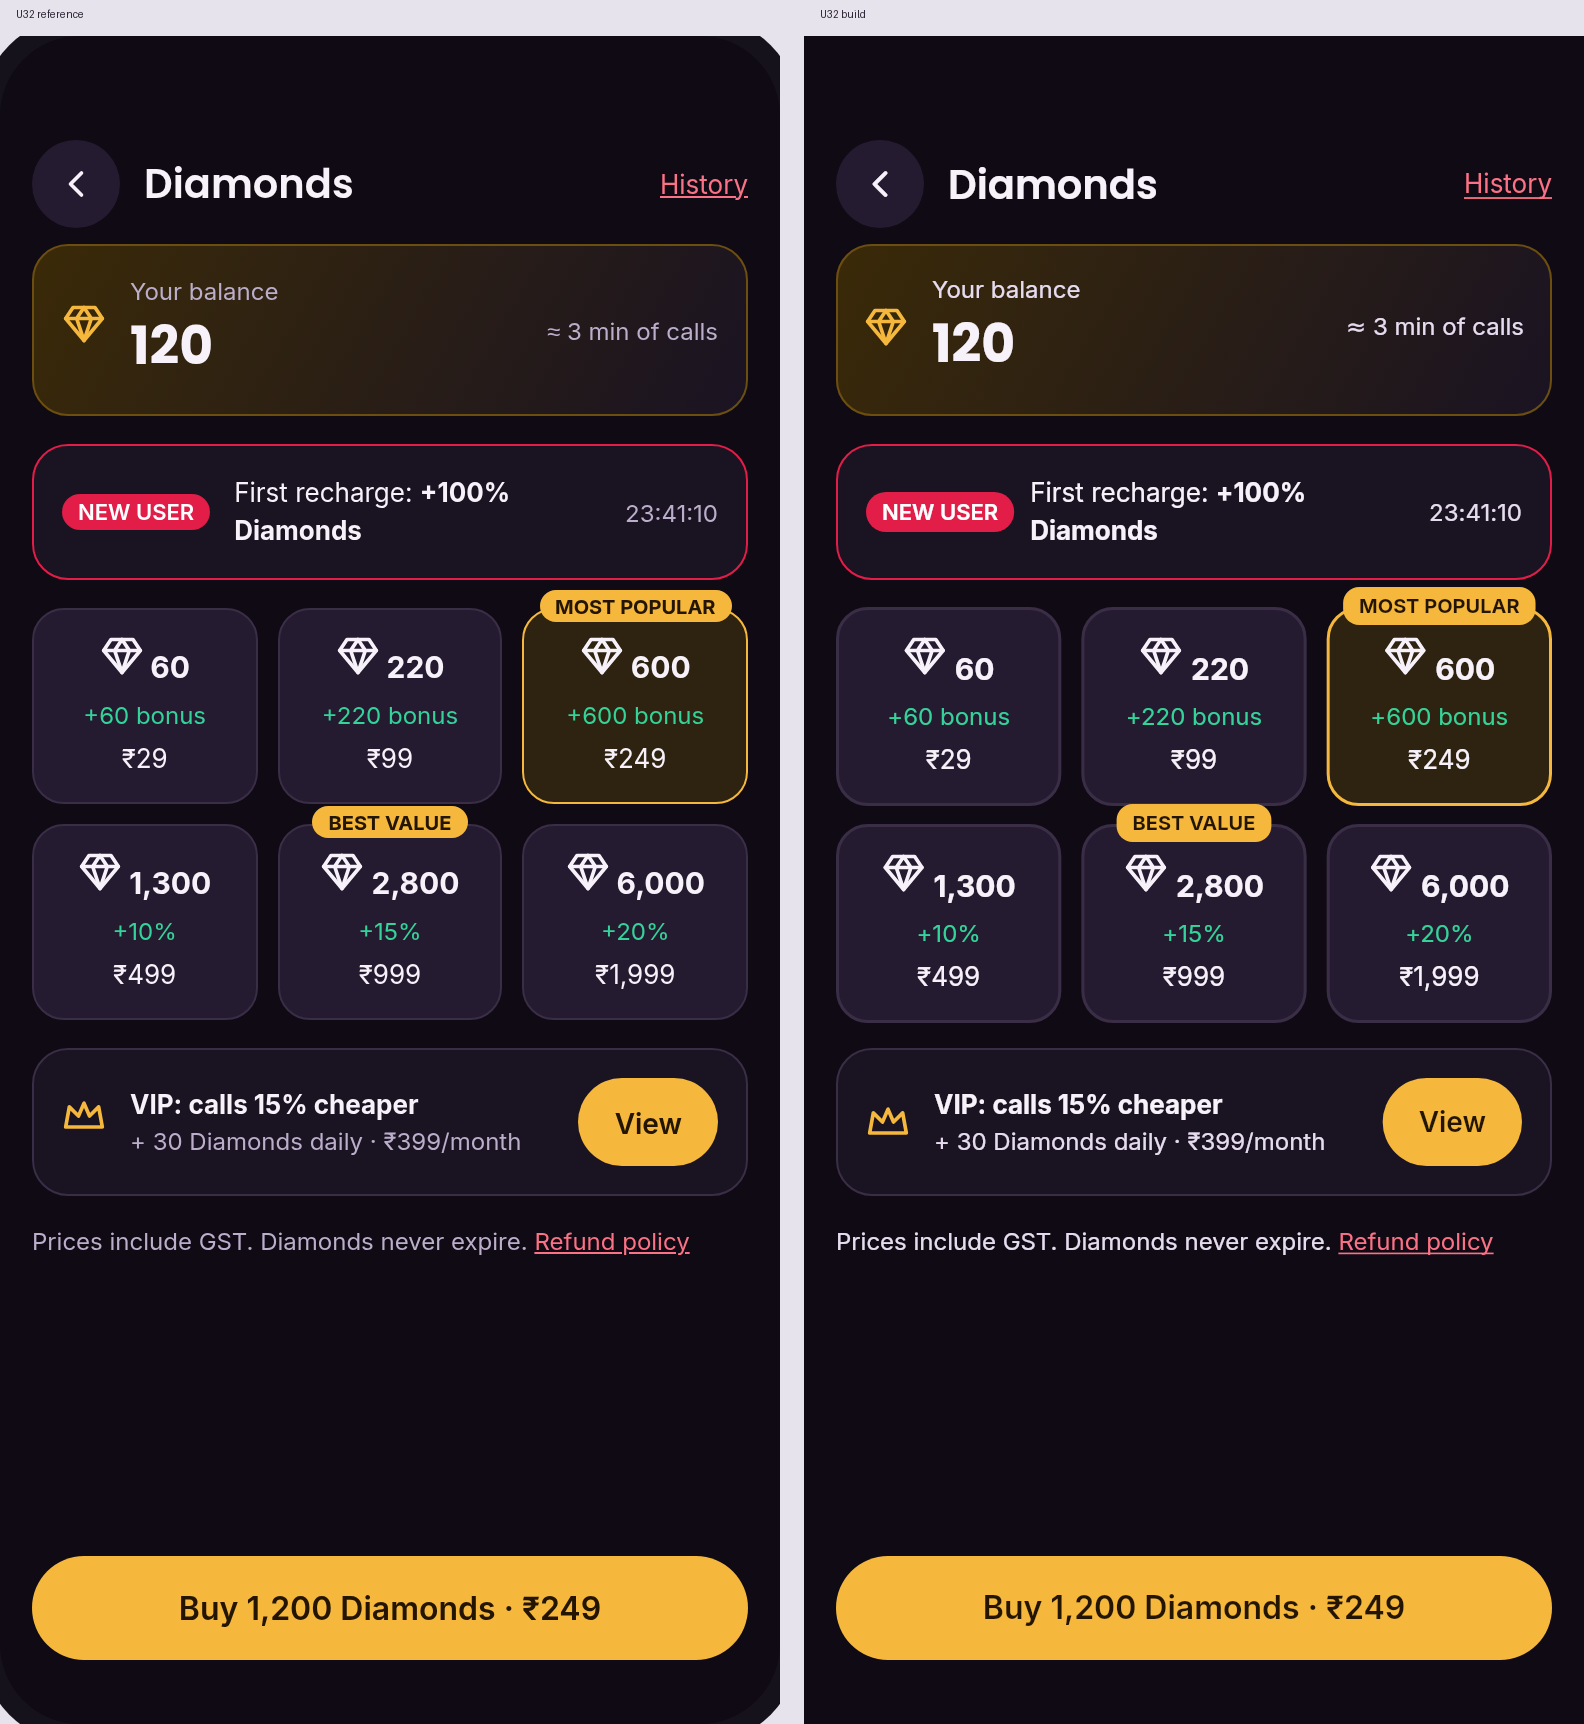 U32 reference
Diamonds
History
Your balance
120
≈ 3 min of calls
NEW USER
First recharge: +100%
Diamonds
23:41:10
MOST POPULAR
60
220
600
+60 bonus
+220 bonus
+600 bonus
₹29
₹99
₹249
BEST VALUE
1,300
2,800
6,000
+10%
+15%
+20%
₹499
₹999
₹1,999
VIP: calls 15% cheaper
+ 30 Diamonds daily · ₹399/month
View
Prices include GST. Diamonds never expire. Refund policy
Buy 1,200 Diamonds · ₹249
U32 build
Diamonds
History
Your balance
120
≈ 3 min of calls
NEW USER
First recharge: +100%
Diamonds
23:41:10
MOST POPULAR
60
220
600
+60 bonus
+220 bonus
+600 bonus
₹29
₹99
₹249
BEST VALUE
1,300
2,800
6,000
+10%
+15%
+20%
₹499
₹999
₹1,999
VIP: calls 15% cheaper
+ 30 Diamonds daily · ₹399/month
View
Prices include GST. Diamonds never expire. Refund policy
Buy 1,200 Diamonds · ₹249